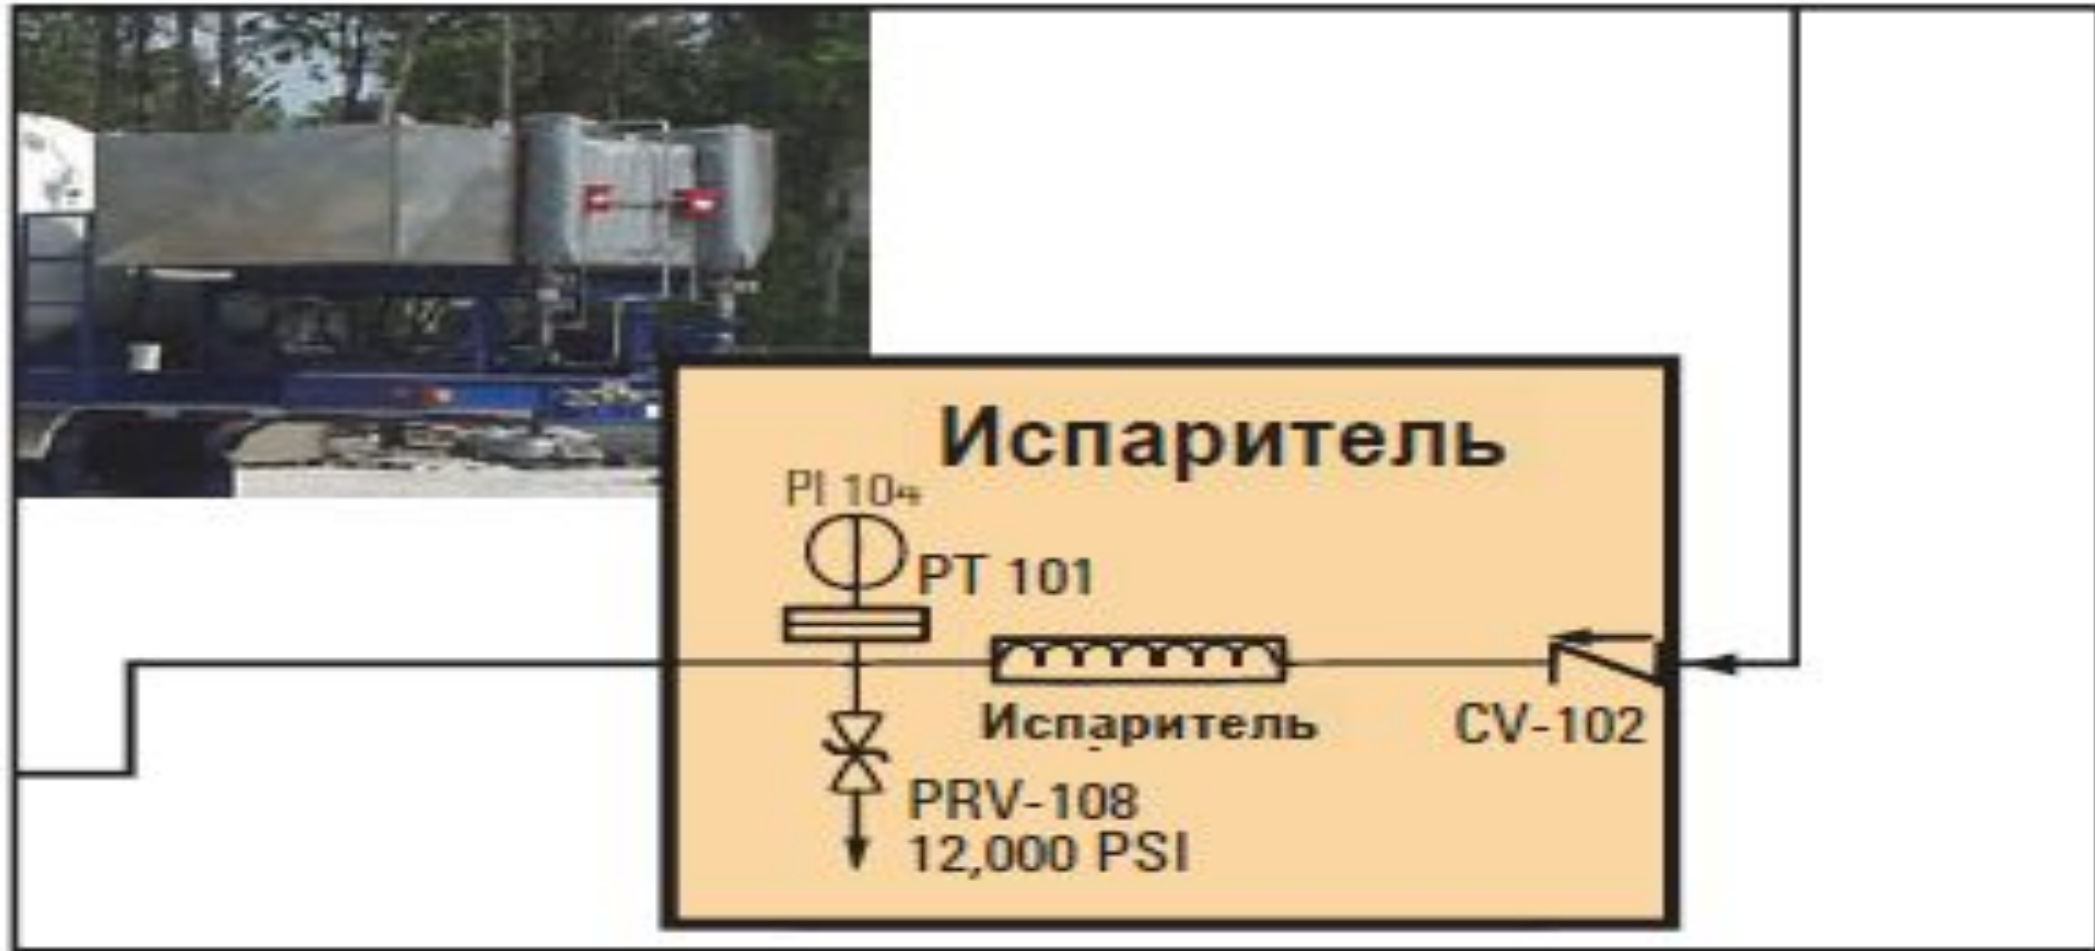 Испаритель
PI 104
PT 101
Испаритель
CV-102
PRV-108
12,000 PSI